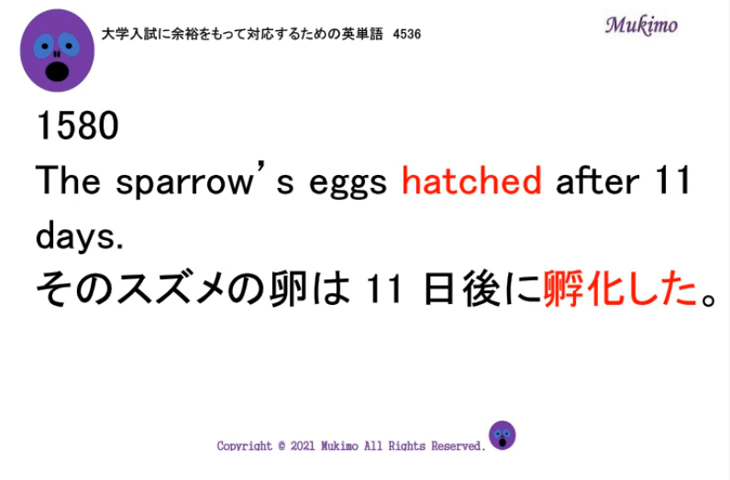 大学入試に余裕をもって対応するための英単語 4536
Mukimo
1580
The sparrow's eggs hatched after 11
days.
そのスズメの卵は 11 日後に孵化した。
Copyright © 2021 Mukimo All Rights Reserved.